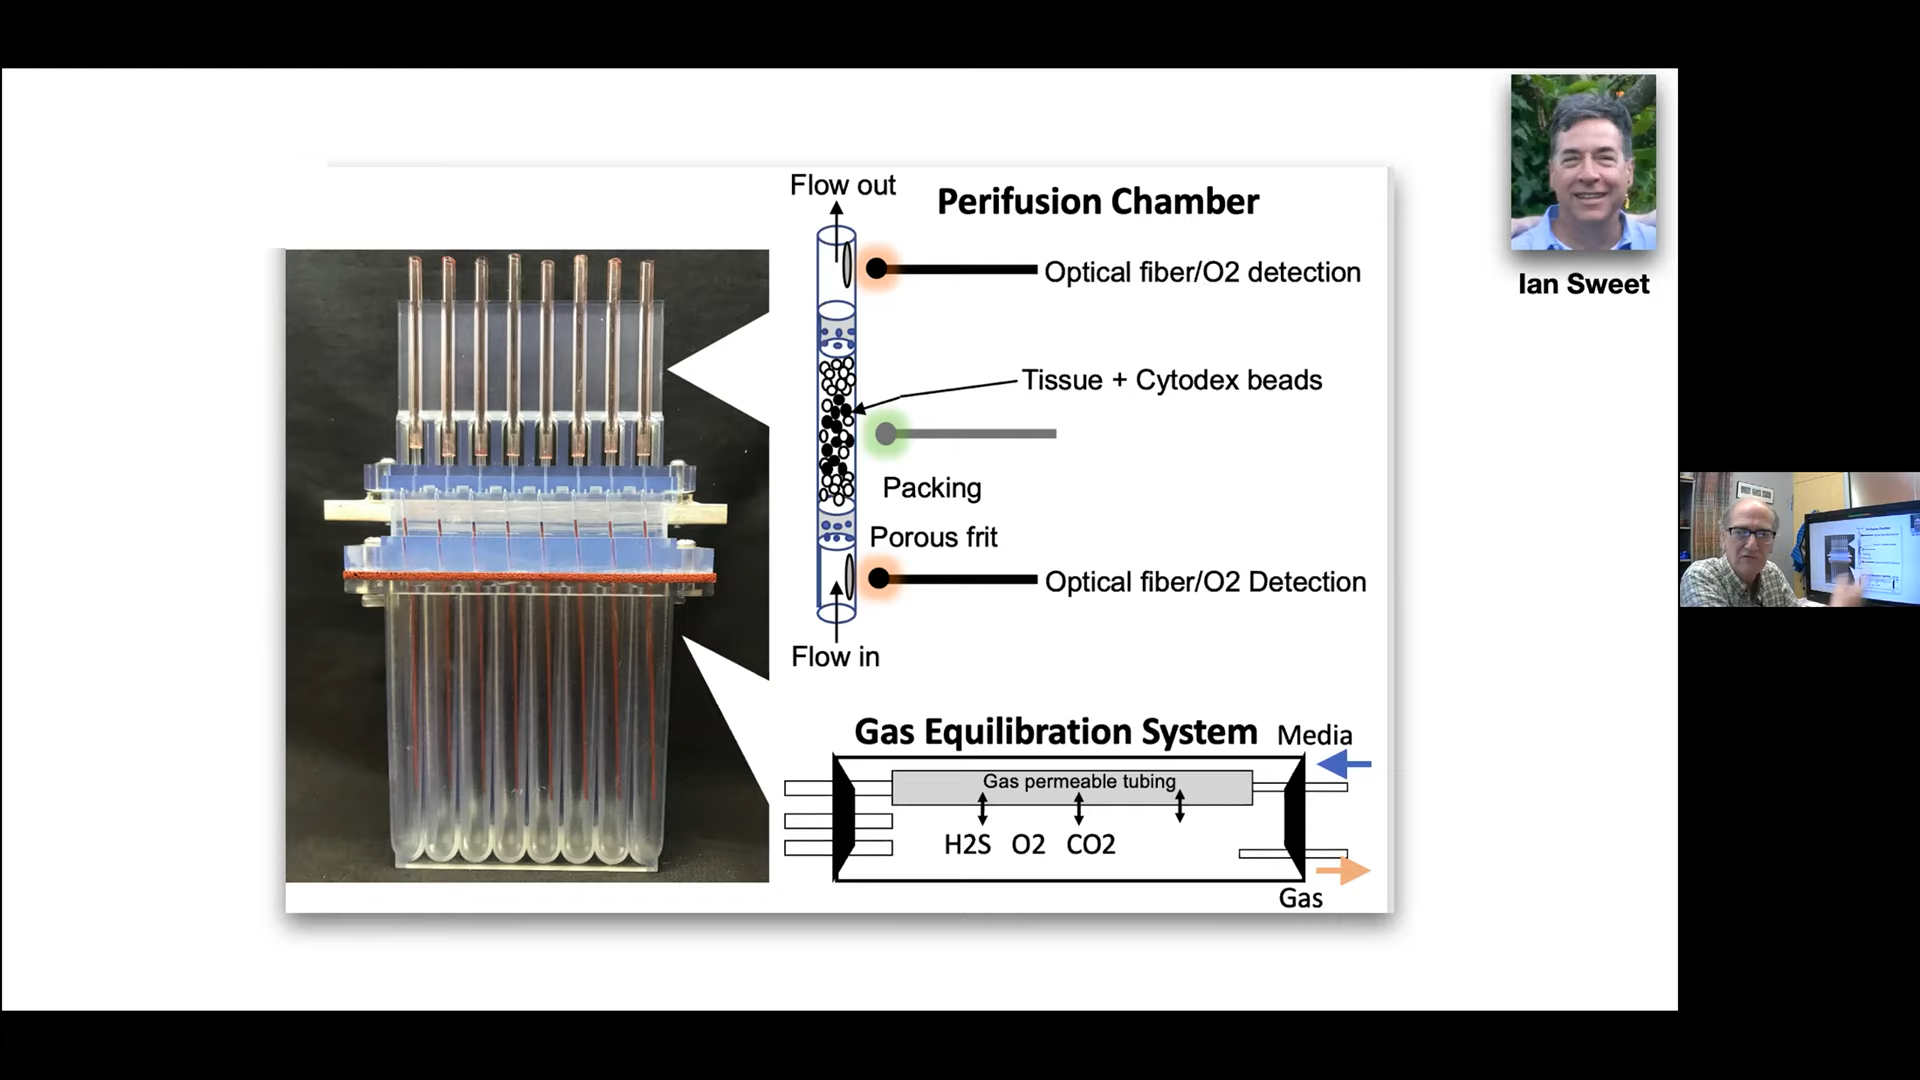 Flow out
Perifusion Chamber
Optical fiber/O2 detection
Ian Sweet
Tissue + Cytodex beads
Packing
Porous frit
Optical fiber/O2 Detection
Flow in
Gas Equilibration System
Media
Gas permeable tubing
H2S O2 CO2
Gas